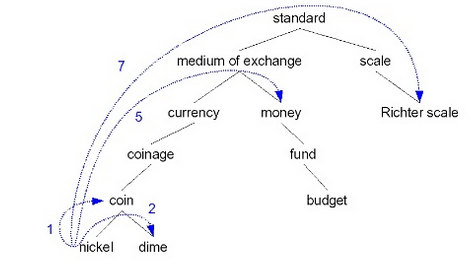 standard
7
medium of exchange scale
5 currency money Richter scale
coinage fund
coin budget
1 2
nickel dime